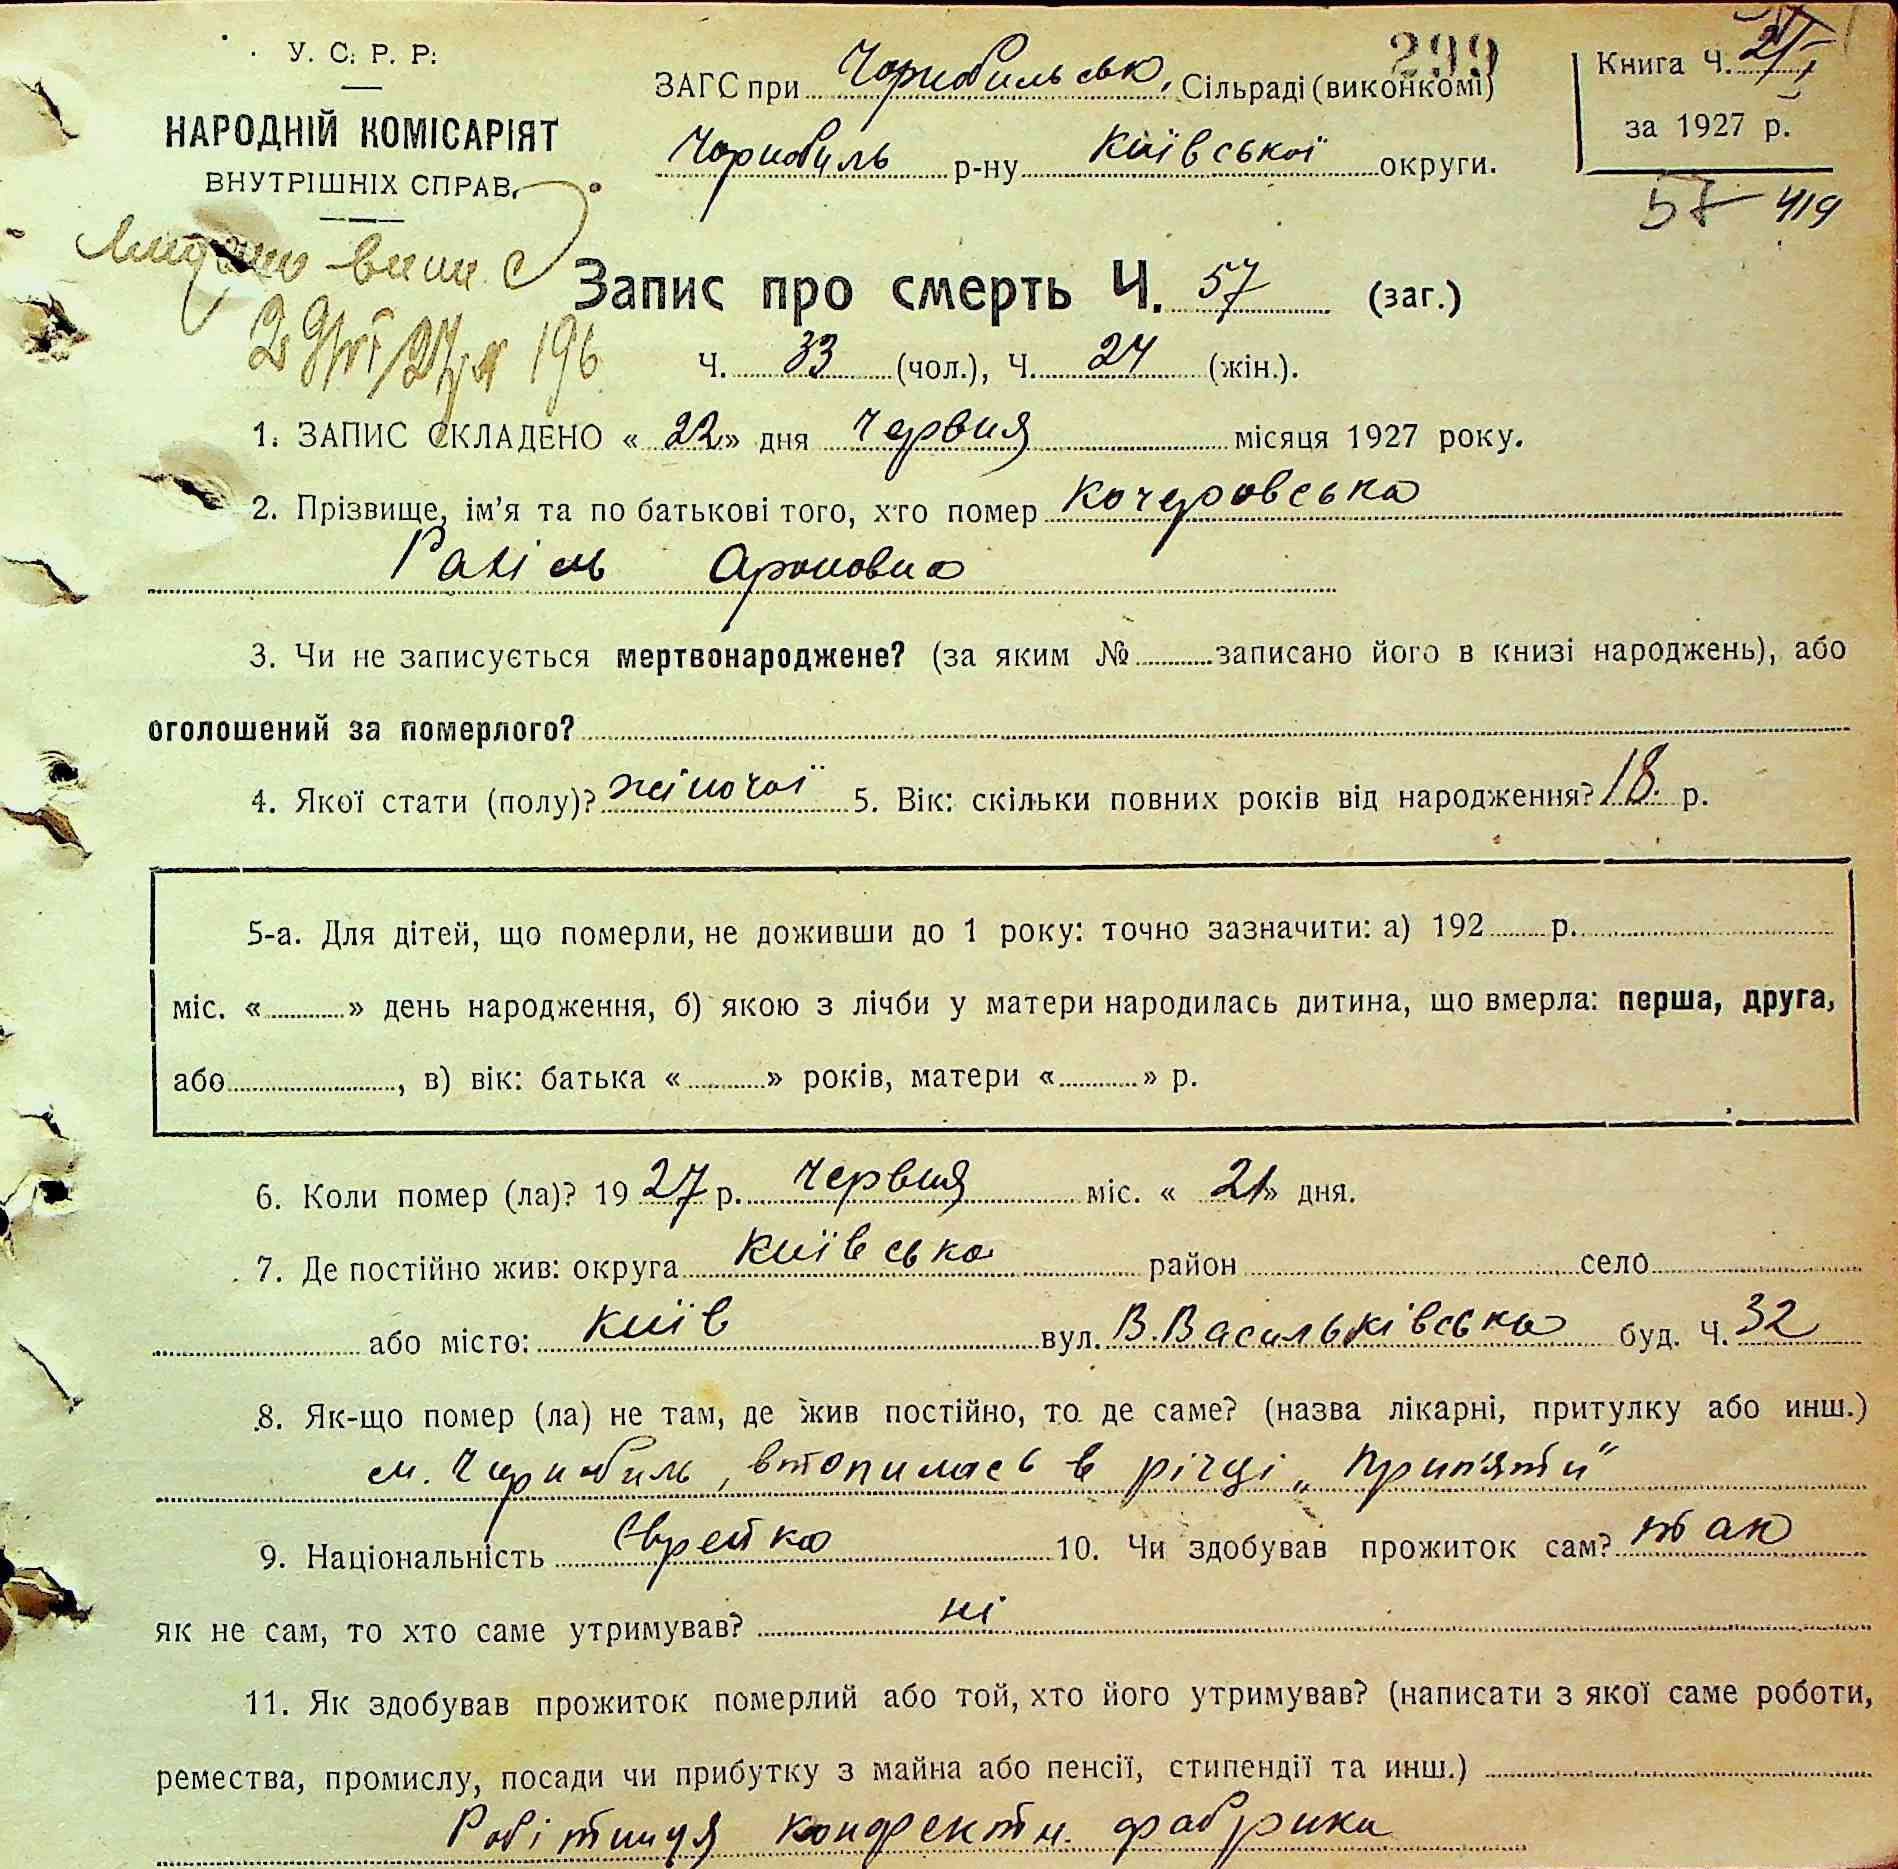 У. С. Р. Р.
НАРОДНІЙ КОМІСАРІЯТ
ВНУТРІШНІХ СПРАВ.
299
ЗАГС при Чорнобильськ. Сільраді (виконкомі)
Чорнобиль р-ну Київської округи.
Книга Ч.
за 1927 р.
57 419
Запис про смерть Ч. 57 (заг.)
196
Ч. 33 (чол.), Ч. 24 (жін.).
1. ЗАПИС СКЛАДЕНО « 22 » дня Червня місяця 1927 року.
2. Прізвище, ім'я та по батькові того, хто помер Кочеровська
Рахіль Ароновна
3. Чи не записується мертвонароджене? (за яким № записано його в книзі народжень), або
оголошений за померлого?
4. Якої стати (полу)? жіночої 5. Вік: скільки повних років від народження? 18. р.
5-а. Для дітей, що померли, не доживши до 1 року: точно зазначити: а) 192 р.
міс. « » день народження, б) якою з лічби у матери народилась дитина, що вмерла: перша, друга,
або , в) вік: батька « » років, матери « » р.
6. Коли помер (ла)? 19 27 р. Червня міс. « 21 » дня.
7. Де постійно жив: округа Київська район село
або місто: Київ вул. В. Васильківська буд. Ч. 32
8. Як-що помер (ла) не там, де жив постійно, то де саме? (назва лікарні, притулку або инш.)
м. Чорнобиль, втопилась в річці „Прип'яти"
9. Національність Єврейка 10. Чи здобував прожиток сам? так
як не сам, то хто саме утримував? ні
11. Як здобував прожиток померлий або той, хто його утримував? (написати з якої саме роботи,
ремества, промислу, посади чи прибутку з майна або пенсії, стипендії та инш.)
Робітниця конфектн. фабрики